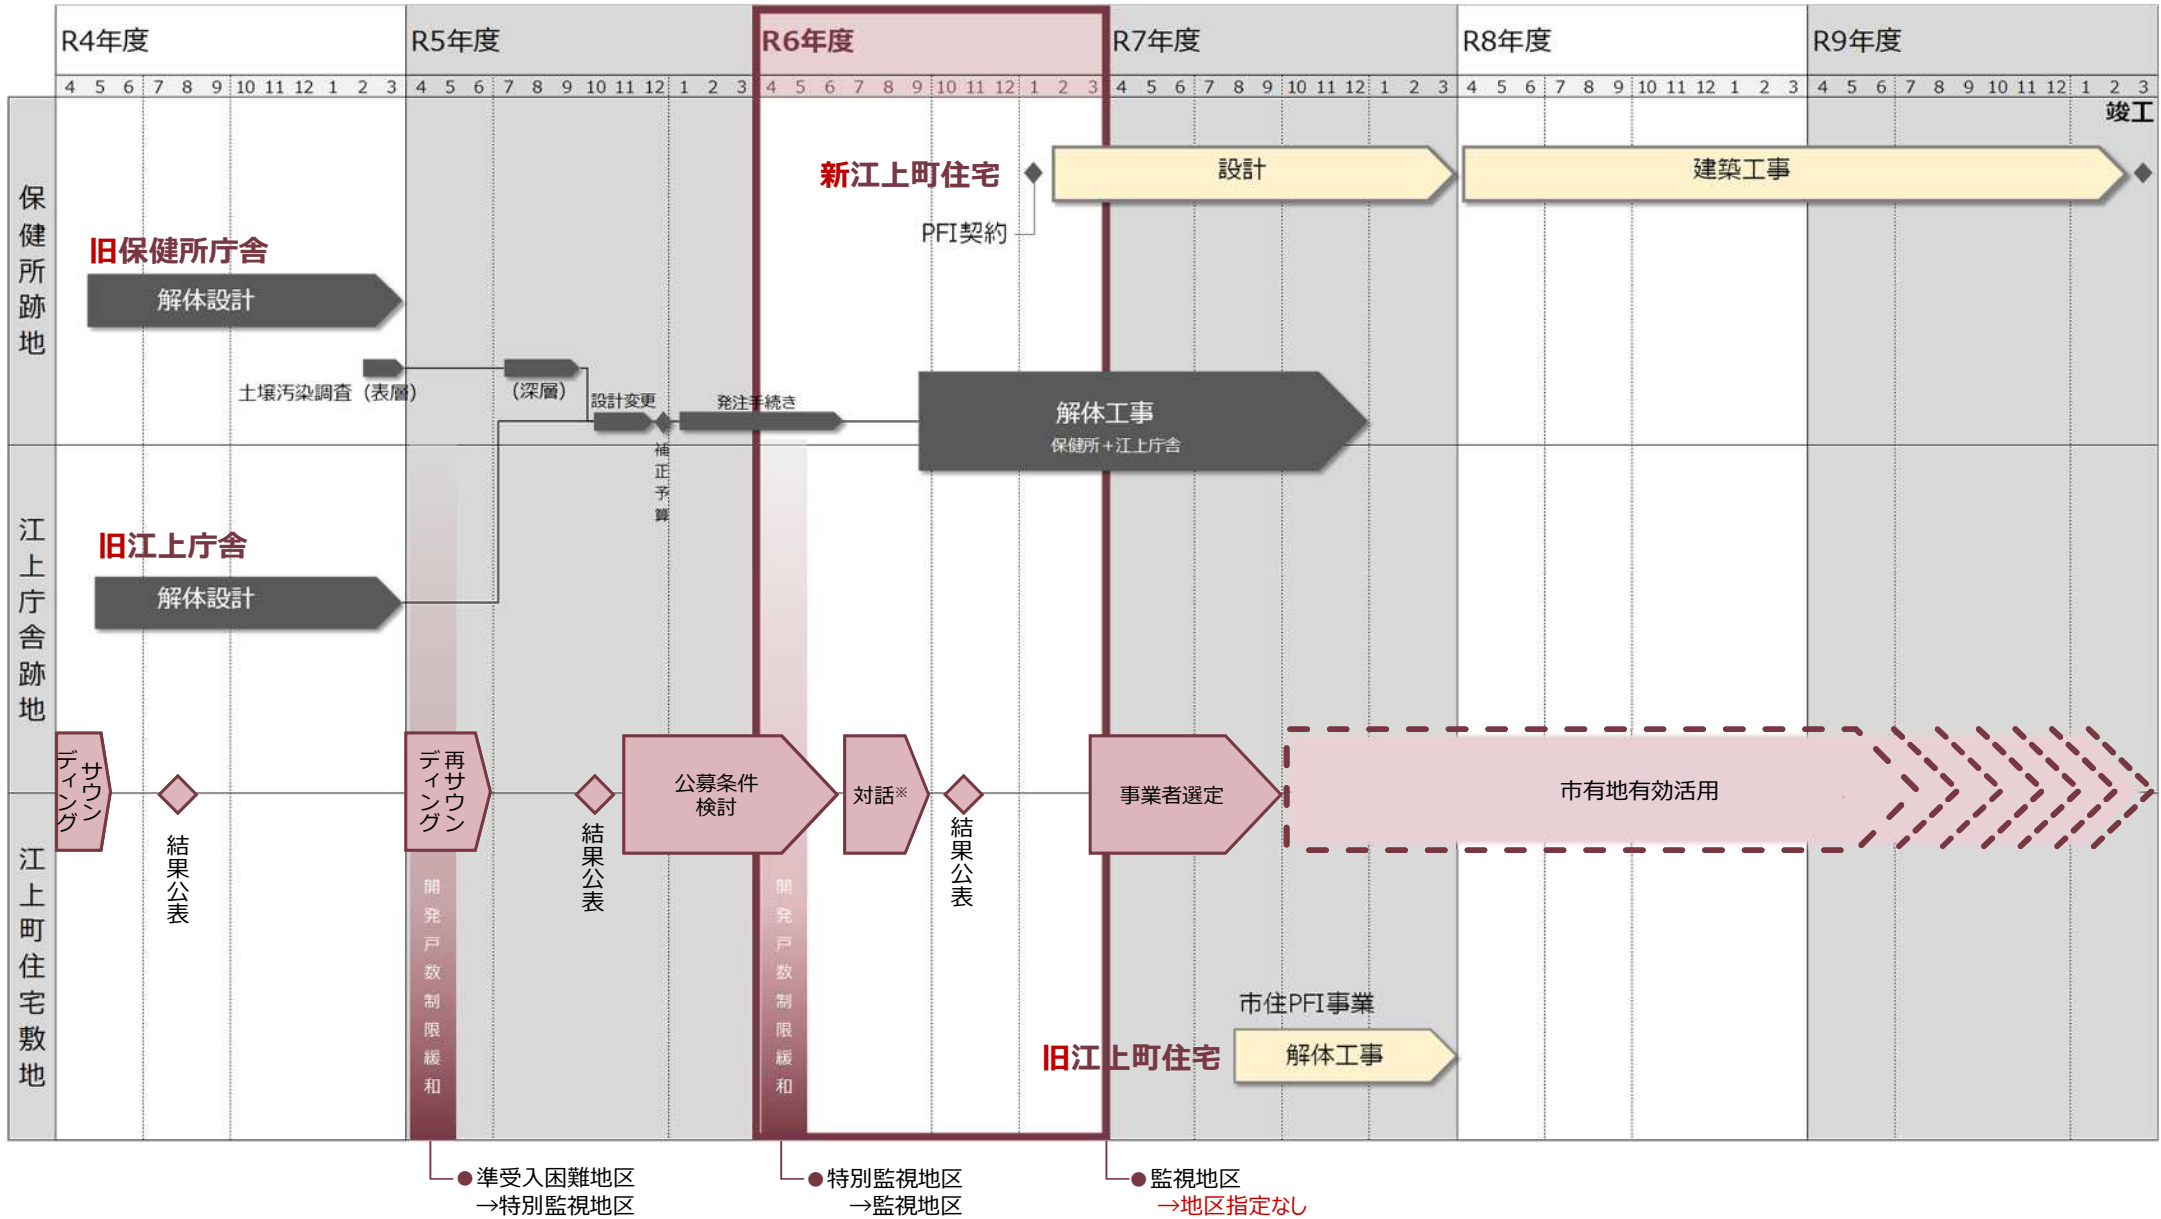 R4年度 R5年度 R6年度 R7年度 R8年度 R9年度
4 5 6 7 8 9 10 11 12 1 2 3 4 5 6 7 8 9 10 11 12 1 2 3 4 5 6 7 8 9 10 11 12 1 2 3 4 5 6 7 8 9 10 11 12 1 2 3 4 5 6 7 8 9 10 11 12 1 2 3 4 5 6 7 8 9 10 11 12 1 2 3
竣工
保健所跡地
新江上町住宅
設計
建築工事
PFI契約
旧保健所庁舎
解体設計
土壌汚染調査（表層）
（深層）
設計変更
補正予算
発注手続き
解体工事
保健所＋江上庁舎
江上庁舎跡地
旧江上庁舎
解体設計
サウンディング
結果公表
再サウンディング
結果公表
公募条件
検討
対話※
結果公表
事業者選定
市有地有効活用
江上町住宅敷地
開発戸数制限緩和
開発戸数制限緩和
市住PFI事業
旧江上町住宅
解体工事
●準受入困難地区
→特別監視地区
●特別監視地区
→監視地区
●監視地区
→地区指定なし